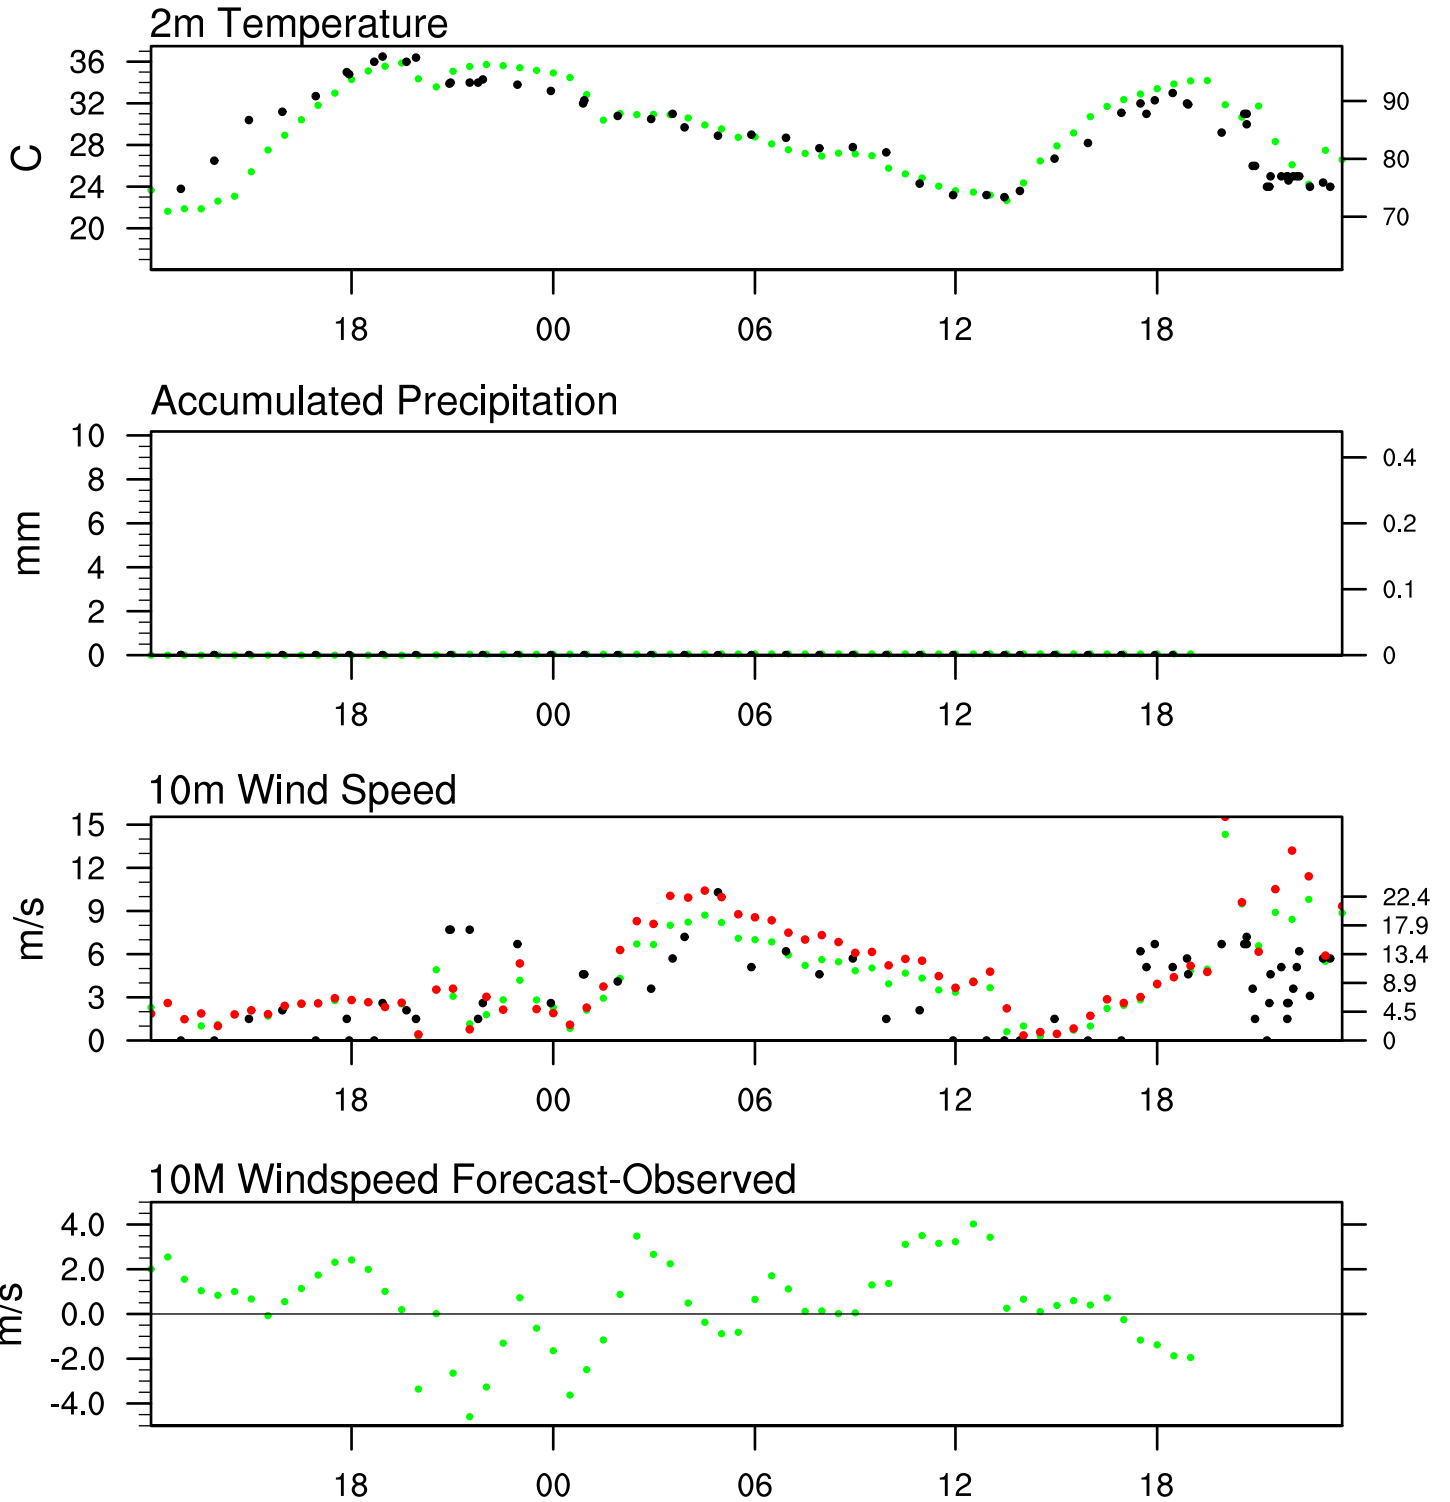 2m Temperature
36
32
28
24
20
C
90
80
70
18 00 06 12 18
Accumulated Precipitation
10
8
6
4
2
0
mm
0.4
0.2
0.1
0
18 00 06 12 18
10m Wind Speed
15
12
9
6
3
0
m/s
22.4
17.9
13.4
8.9
4.5
0
18 00 06 12 18
10M Windspeed Forecast-Observed
4.0
2.0
0.0
-2.0
-4.0
m/s
18 00 06 12 18